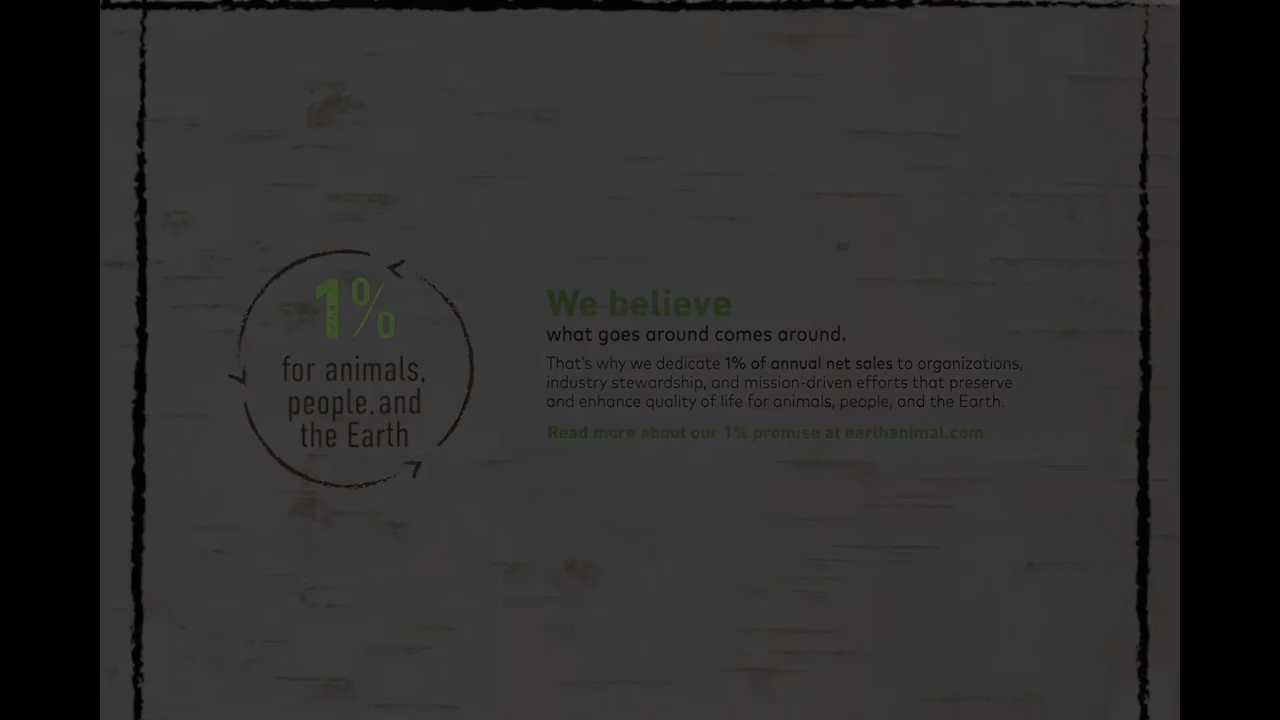 1%
for animals,
people, and
the Earth
We believe
what goes around comes around.
That's why we dedicate 1% of annual net sales to organizations,
industry stewardship, and mission-driven efforts that preserve
and enhance quality of life for animals, people, and the Earth.
Read more about our 1% promise at earthanimal.com